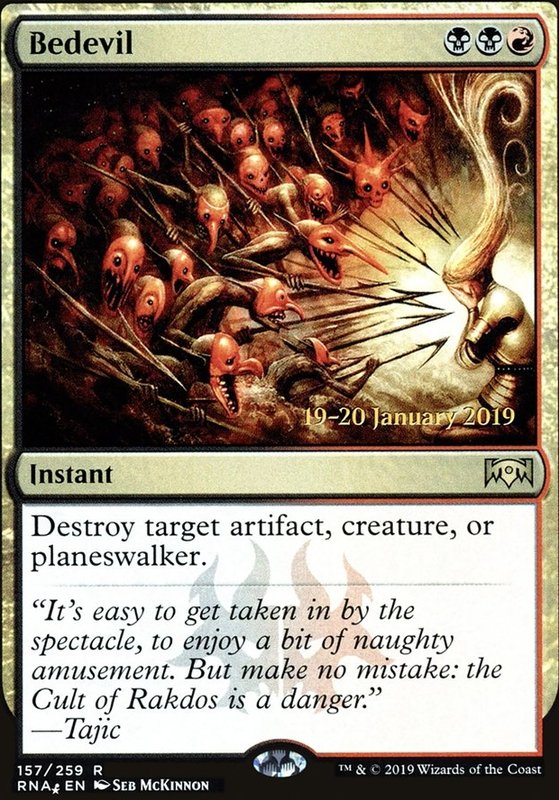 Bedevil
19–20 January 2019
Instant
Destroy target artifact, creature, or
planeswalker.
“It’s easy to get taken in by the
spectacle, to enjoy a bit of naughty
amusement. But make no mistake: the
Cult of Rakdos is a danger.”
—Tajic
157/259 R
™ & © 2019 Wizards of the Coast
RNA EN Seb McKinnon